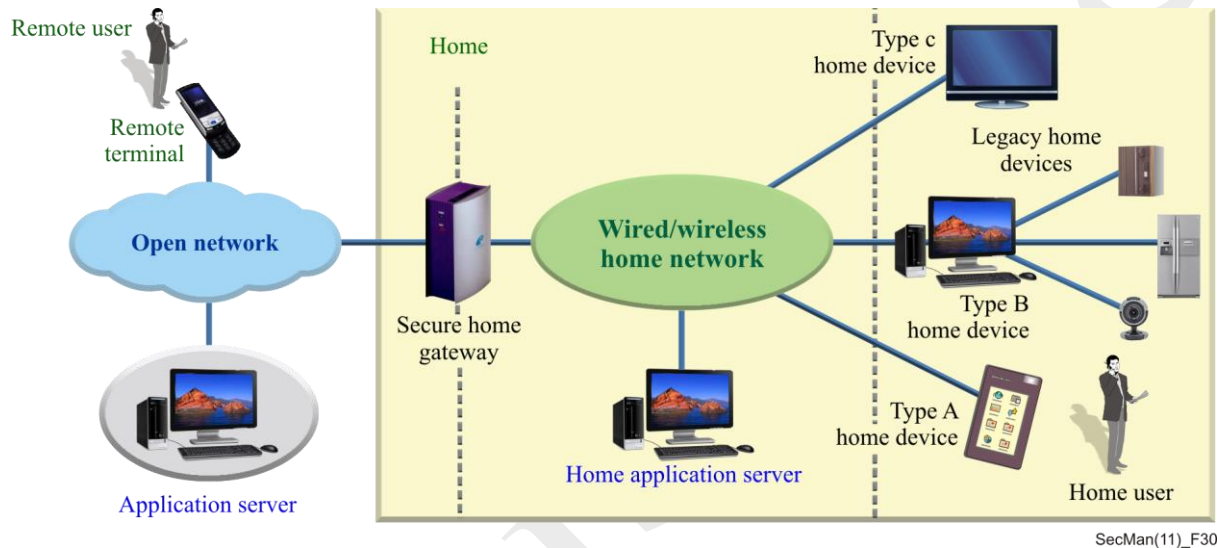 Remote user
Home
Type c
home device
Remote
terminal
Legacy home
devices
Open network
Wired/wireless
home network
Secure home
gateway
Type B
home device
Type A
home device
Home application server
Application server
Home user
SecMan(11)_F30